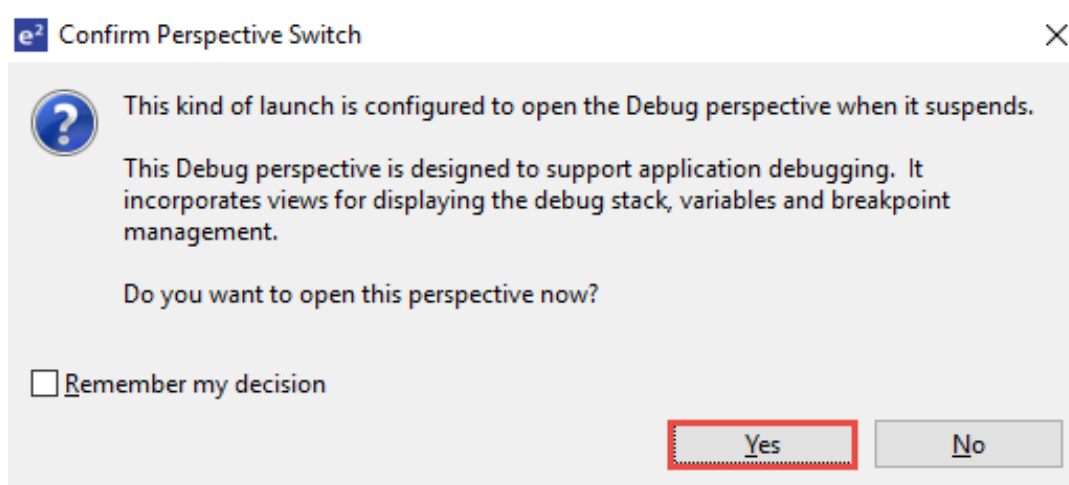 e² Confirm Perspective Switch
This kind of launch is configured to open the Debug perspective when it suspends.
This Debug perspective is designed to support application debugging.  It
incorporates views for displaying the debug stack, variables and breakpoint
management.
Do you want to open this perspective now?
Remember my decision
Yes No